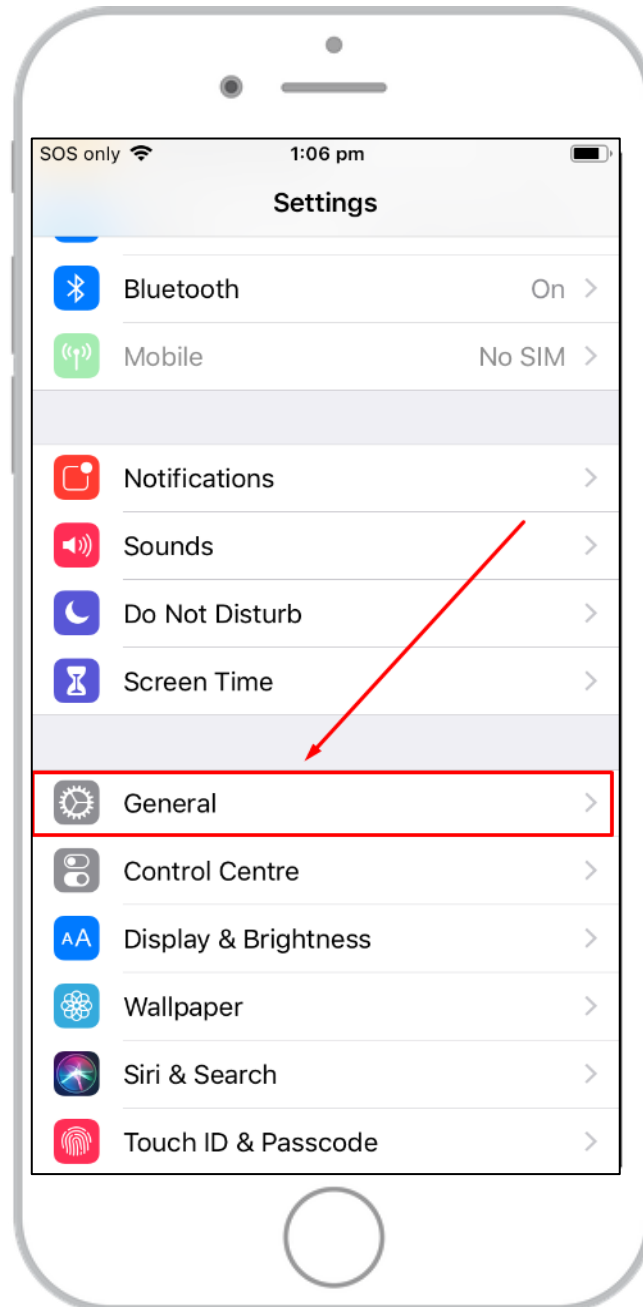 SOS only 1:06 pm
Settings
Bluetooth On
Mobile No SIM
Notifications
Sounds
Do Not Disturb
Screen Time
General
Control Centre
AA Display & Brightness
Wallpaper
Siri & Search
Touch ID & Passcode